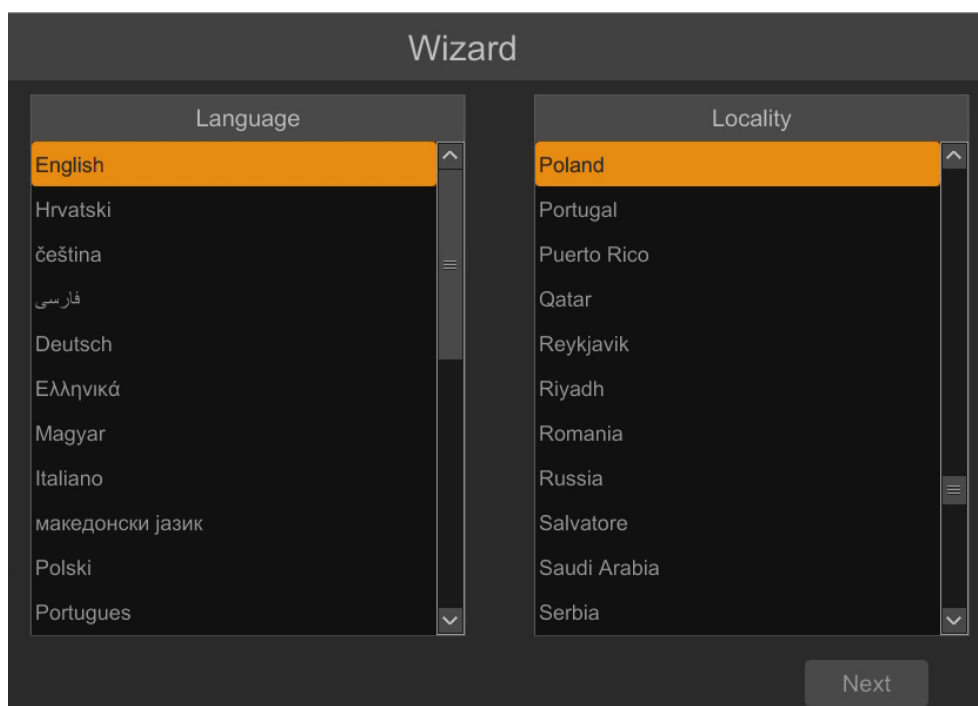 Wizard
Language
English
Hrvatski
čeština
فارسی
Deutsch
Ελληνικά
Magyar
Italiano
македонски јазик
Polski
Portugues
Locality
Poland
Portugal
Puerto Rico
Qatar
Reykjavik
Riyadh
Romania
Russia
Salvatore
Saudi Arabia
Serbia
Next